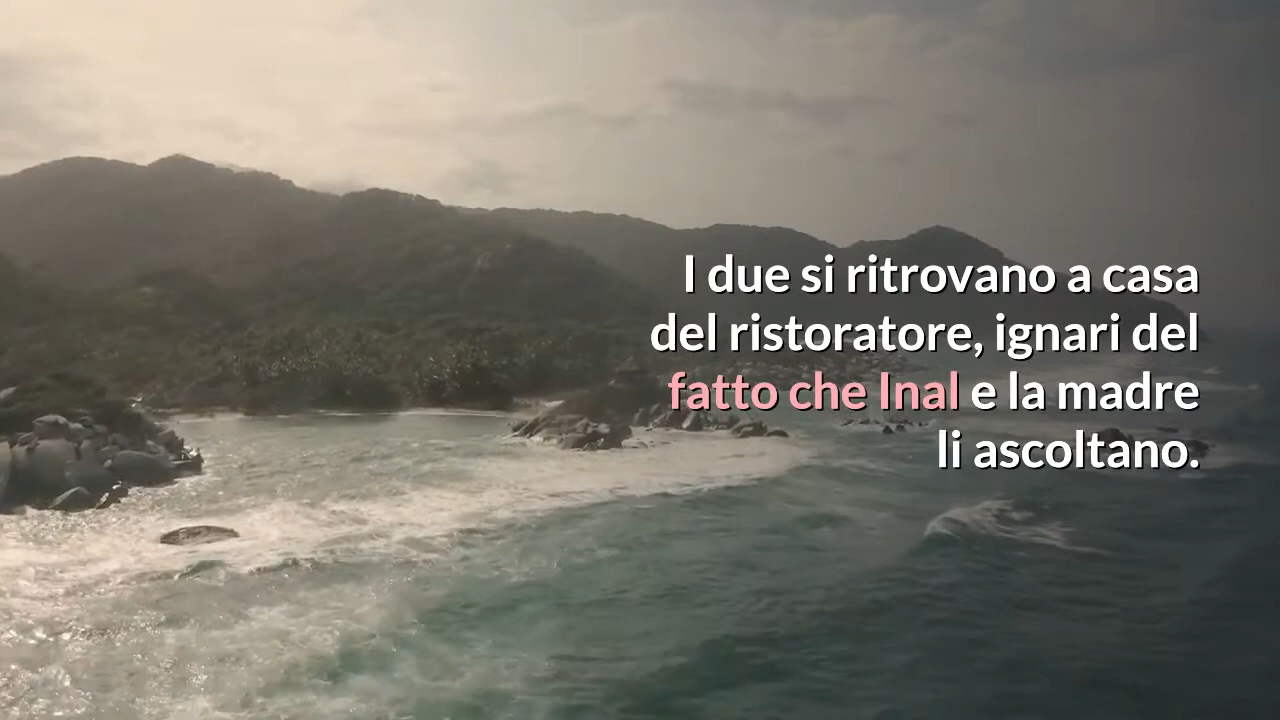 I due si ritrovano a casa
del ristoratore, ignari del
fatto che Inal e la madre
li ascoltano.